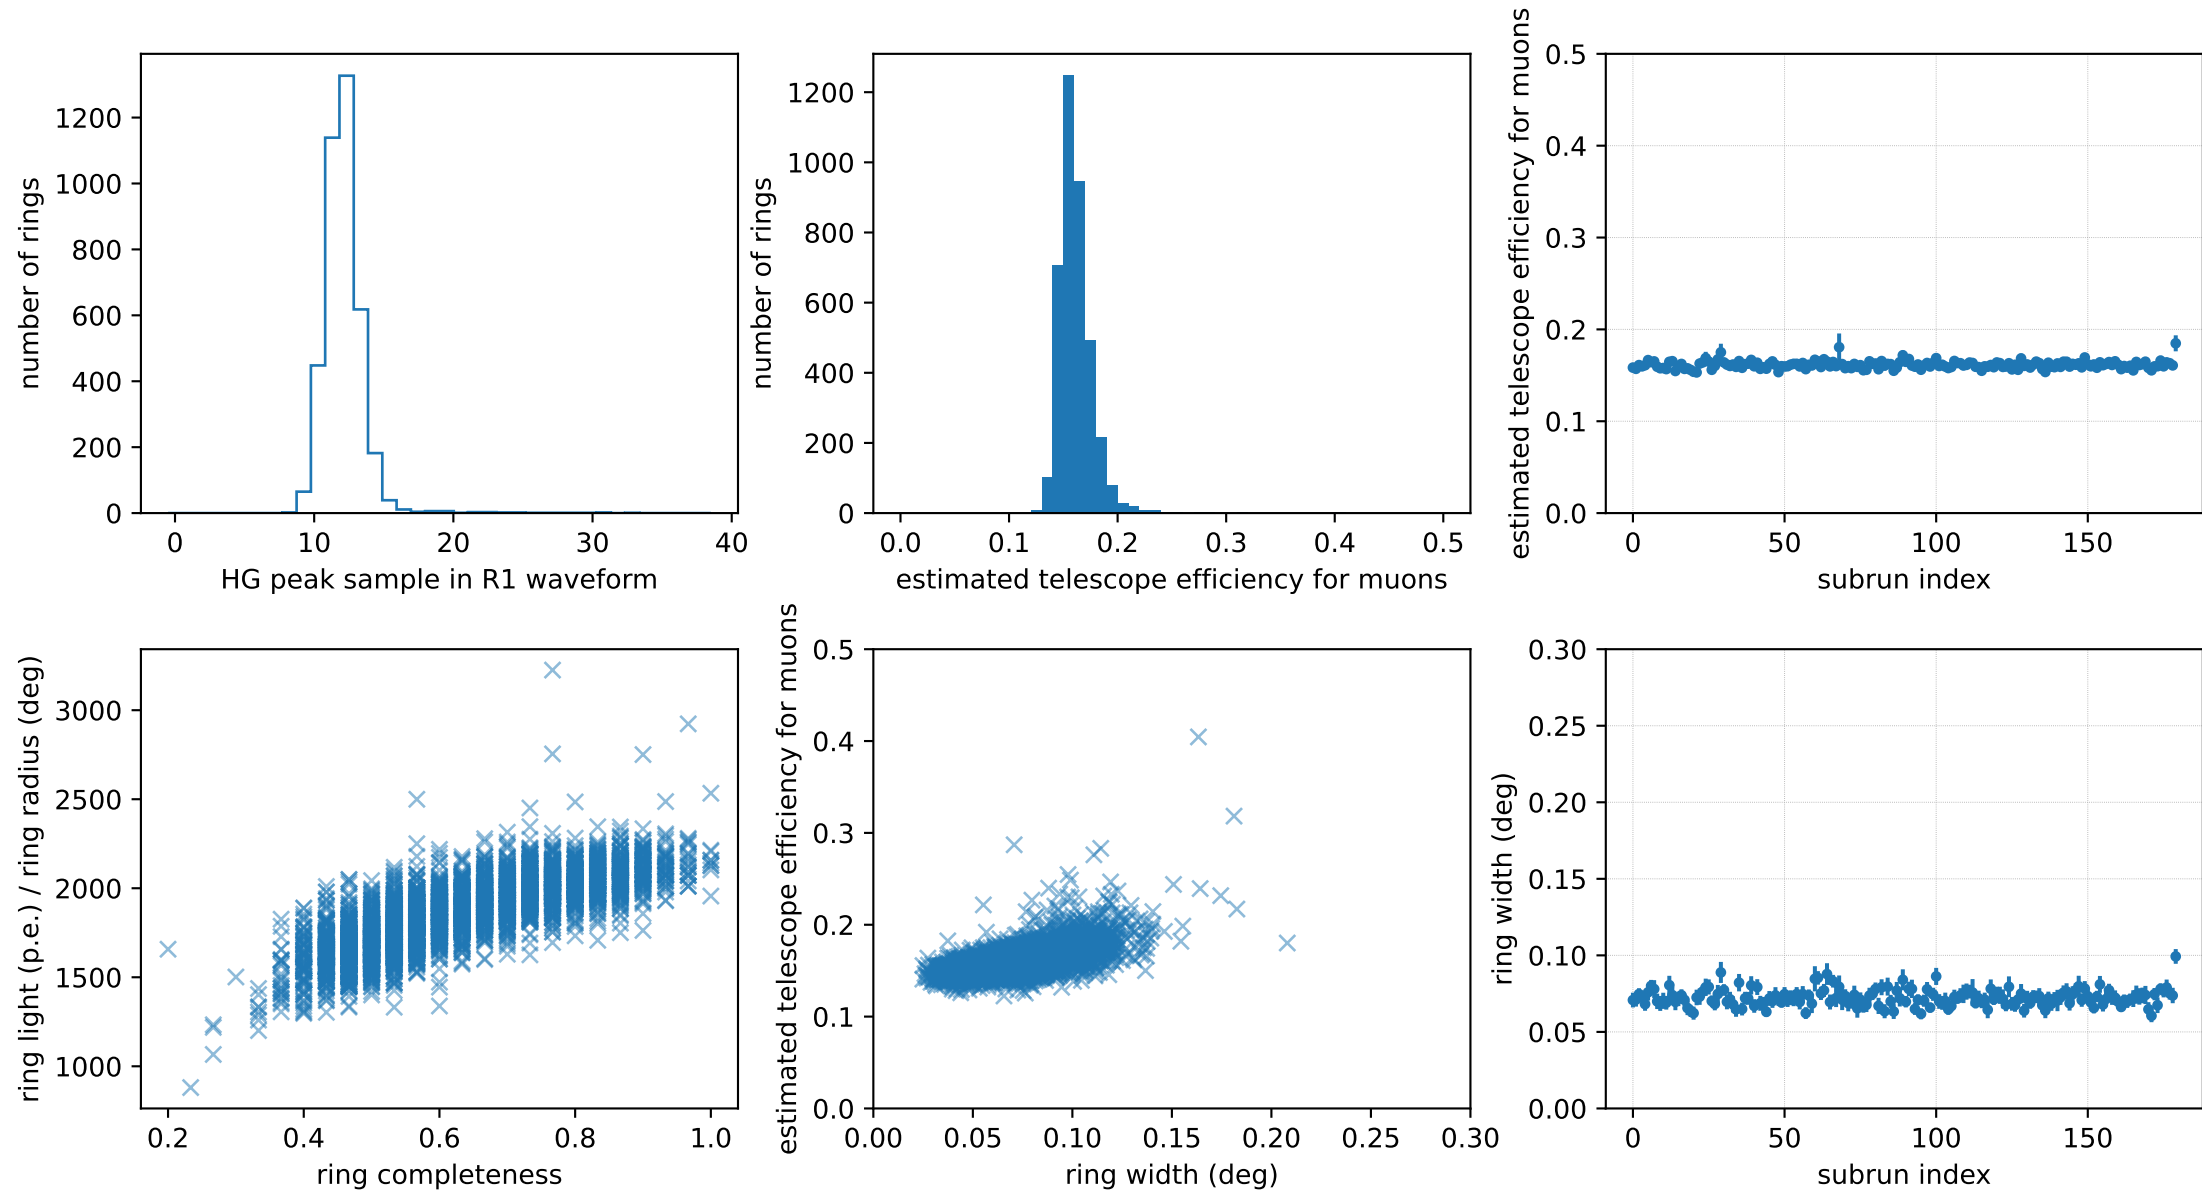 number of rings
1200
1000
800
600
400
200
0
0 10 20 30 40
HG peak sample in R1 waveform
number of rings
1200
1000
800
600
400
200
0
0.0 0.1 0.2 0.3 0.4 0.5
estimated telescope efficiency for muons
estimated telescope efficiency for muons
0.5
0.4
0.3
0.2
0.1
0.0
0 50 100 150
subrun index
ring light (p.e.) / ring radius (deg)
3000
2500
2000
1500
1000
0.2 0.4 0.6 0.8 1.0
ring completeness
estimated telescope efficiency for muons
0.5
0.4
0.3
0.2
0.1
0.0
0.00 0.05 0.10 0.15 0.20 0.25 0.30
ring width (deg)
ring width (deg)
0.30
0.25
0.20
0.15
0.10
0.05
0.00
0 50 100 150
subrun index